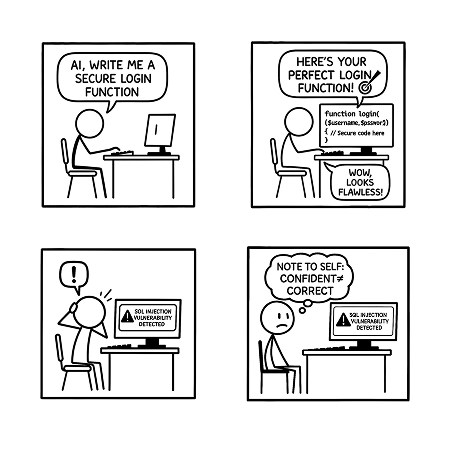 AI, WRITE ME A
SECURE LOGIN
FUNCTION
HERE'S YOUR
PERFECT LOGIN
FUNCTION!
function login(
($username,$psswor$)
{ // Secure code here
}
WOW,
LOOKS
FLAWLESS!
!
SQL INJECTION
VULNERABILITY
DETECTED
NOTE TO SELF:
CONFIDENT≠
CORRECT
SQL INJECTION
VULNERABILITY
DETECTED